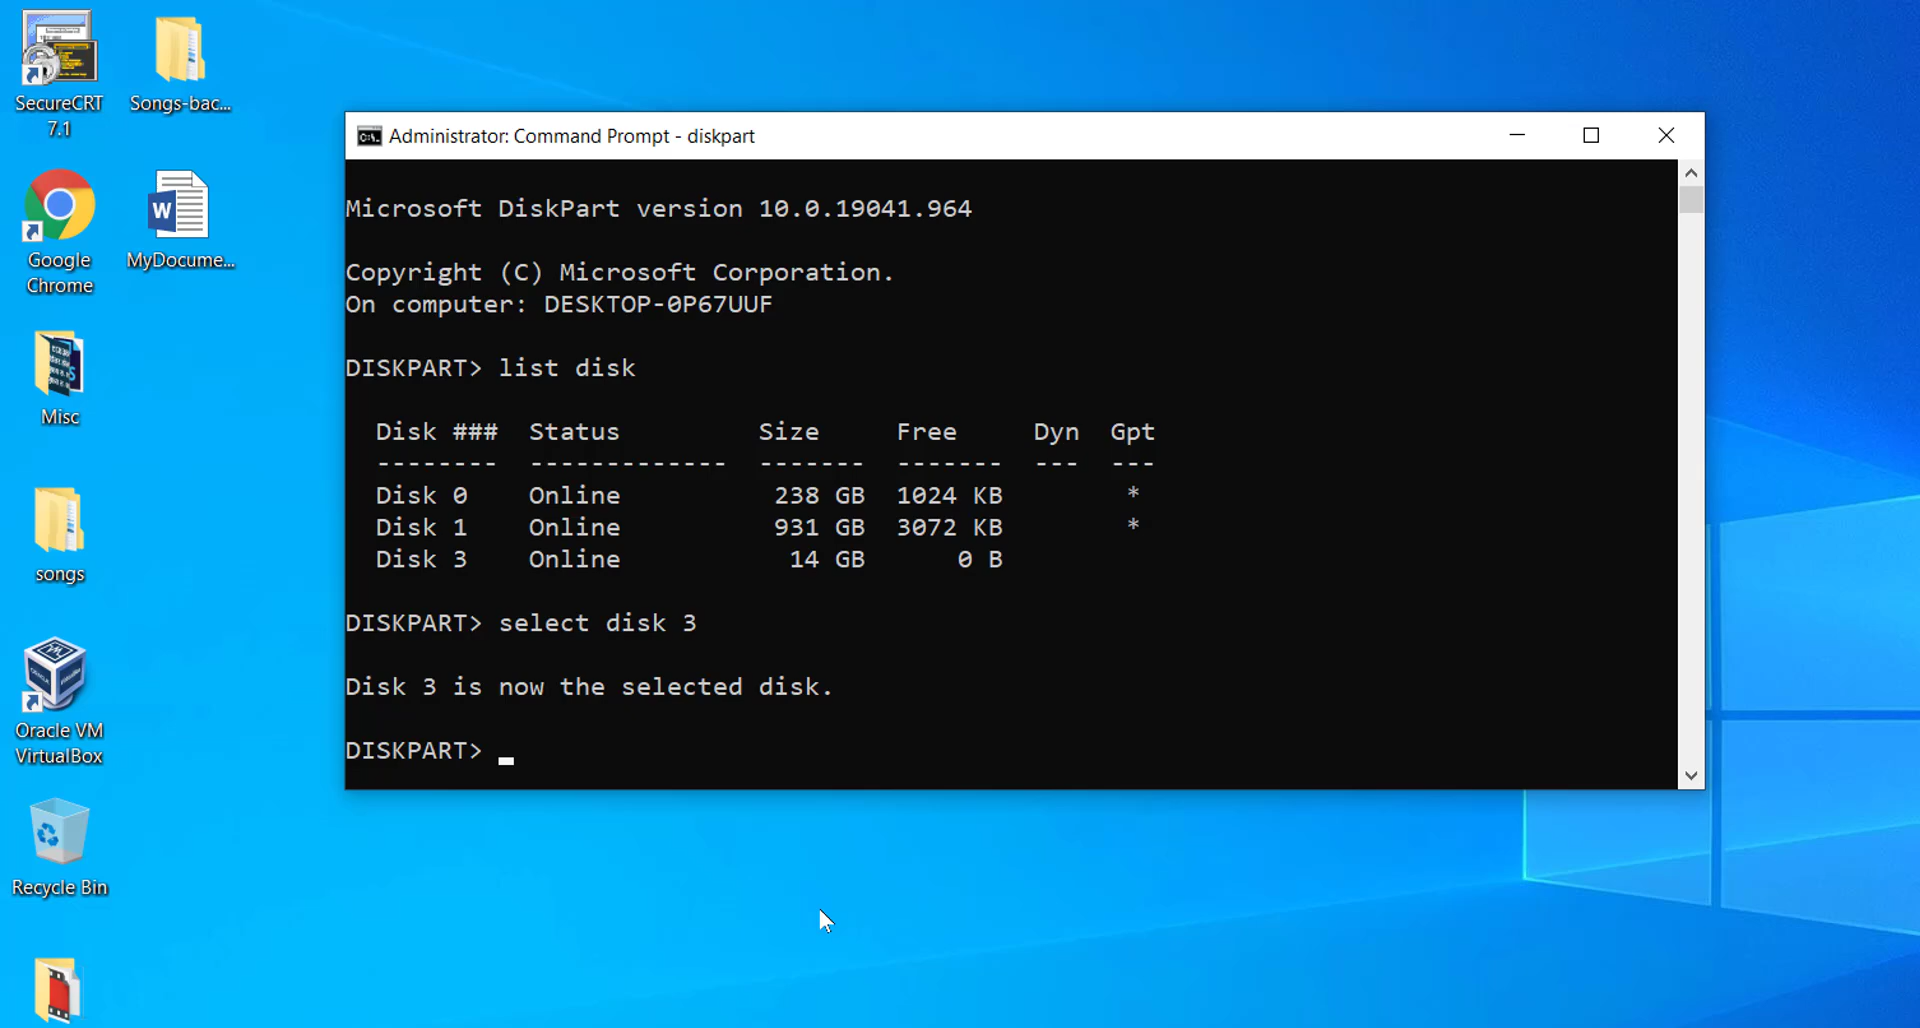 SecureCRT
7.1
Songs-bac...
Google
Chrome
MyDocume...
Misc
songs
Oracle VM
VirtualBox
Recycle Bin
Administrator: Command Prompt - diskpart
Microsoft DiskPart version 10.0.19041.964
Copyright (C) Microsoft Corporation.
On computer: DESKTOP-0P67UUF
DISKPART> list disk
Disk ###  Status         Size     Free     Dyn  Gpt
--------  -------------  -------  -------  ---  ---
Disk 0    Online          238 GB  1024 KB        *
Disk 1    Online          931 GB  3072 KB        *
Disk 3    Online           14 GB      0 B
DISKPART> select disk 3
Disk 3 is now the selected disk.
DISKPART>